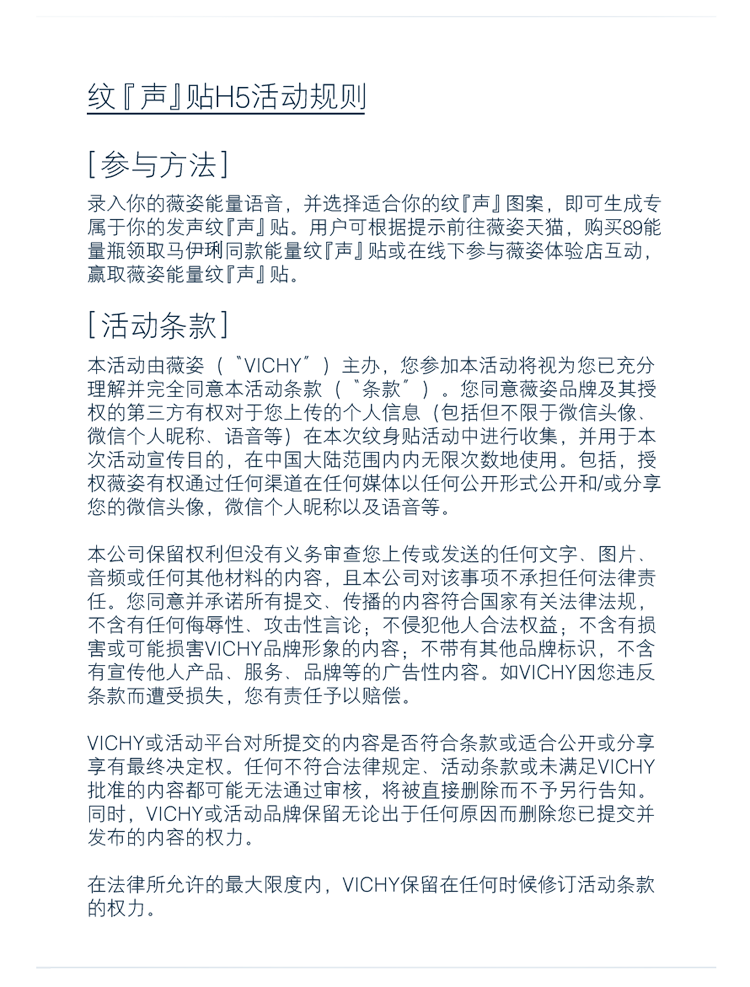 纹『声』贴H5活动规则
[参与方法]
录入你的薇姿能量语音，并选择适合你的纹『声』图案，即可生成专
属于你的发声纹『声』贴。用户可根据提示前往薇姿天猫，购买89能
量瓶领取马伊琍同款能量纹『声』贴或在线下参与薇姿体验店互动，
赢取薇姿能量纹『声』贴。
[活动条款]
本活动由薇姿（〝VICHY〞）主办，您参加本活动将视为您已充分
理解并完全同意本活动条款（〝条款〞）。您同意薇姿品牌及其授
权的第三方有权对于您上传的个人信息（包括但不限于微信头像、
微信个人昵称、语音等）在本次纹身贴活动中进行收集，并用于本
次活动宣传目的，在中国大陆范围内内无限次数地使用。包括，授
权薇姿有权通过任何渠道在任何媒体以任何公开形式公开和/或分享
您的微信头像，微信个人昵称以及语音等。
本公司保留权利但没有义务审查您上传或发送的任何文字、图片、
音频或任何其他材料的内容，且本公司对该事项不承担任何法律责
任。您同意并承诺所有提交、传播的内容符合国家有关法律法规，
不含有任何侮辱性、攻击性言论；不侵犯他人合法权益；不含有损
害或可能损害VICHY品牌形象的内容；不带有其他品牌标识，不含
有宣传他人产品、服务、品牌等的广告性内容。如VICHY因您违反
条款而遭受损失，您有责任予以赔偿。
VICHY或活动平台对所提交的内容是否符合条款或适合公开或分享
享有最终决定权。任何不符合法律规定、活动条款或未满足VICHY
批准的内容都可能无法通过审核，将被直接删除而不予另行告知。
同时，VICHY或活动品牌保留无论出于任何原因而删除您已提交并
发布的内容的权力。
在法律所允许的最大限度内，VICHY保留在任何时候修订活动条款
的权力。